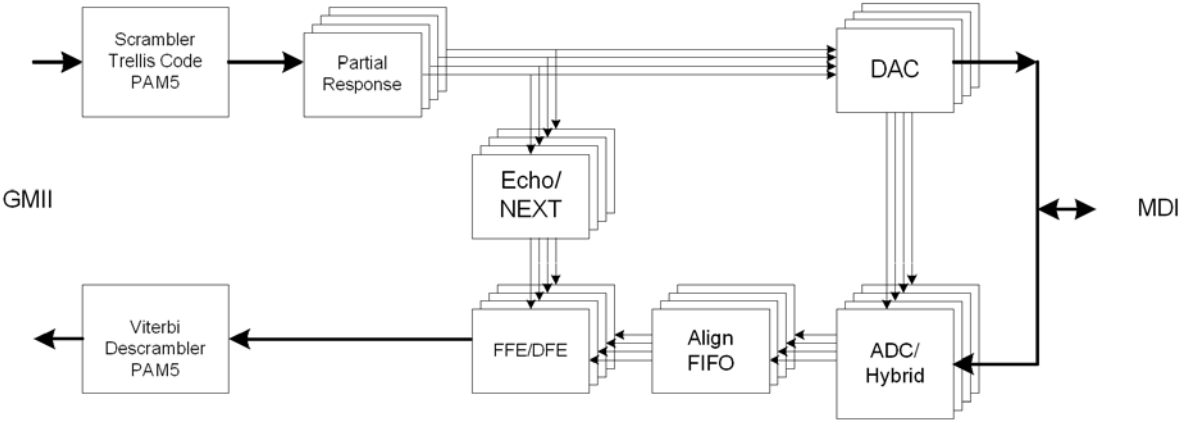 Scrambler
Trellis Code
PAM5
Partial
Response
DAC
Echo/
NEXT
GMII
MDI
Viterbi
Descrambler
PAM5
FFE/DFE
Align
FIFO
ADC/
Hybrid